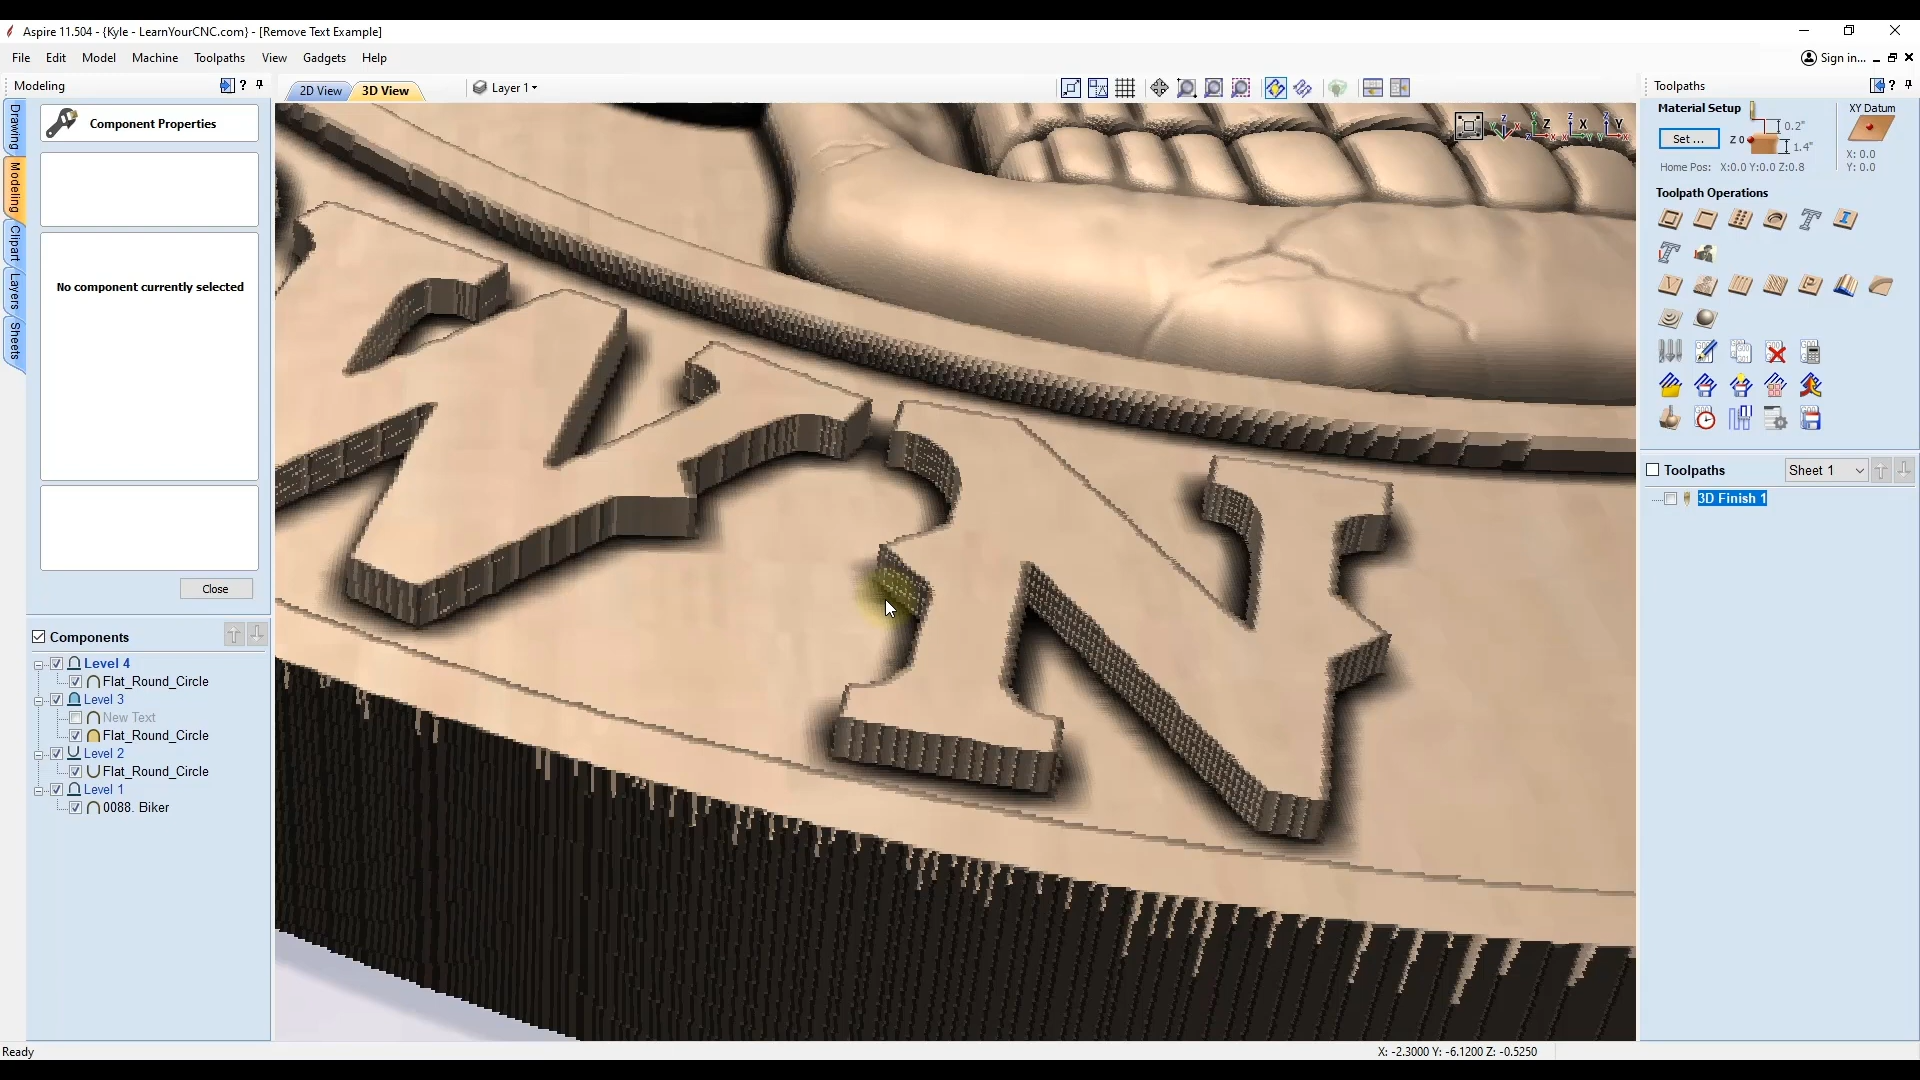 Aspire 11.504 - {Kyle - LearnYourCNC.com} - [Remove Text Example]
File Edit Model Machine Toolpaths View Gadgets Help
Sign in...
Modeling ?
2D View 3D View Layer 1
Toolpaths ?
Drawing
Modeling
Clipart
Layers
Sheets
Component Properties
No component currently selected
Close
Components
Level 4
Flat_Round_Circle
Level 3
New Text
Flat_Round_Circle
Level 2
Flat_Round_Circle
Level 1
0088. Biker
N
Material Setup
XY Datum
Set ...
Z 0
0.2"
1.4"
X: 0.0
Y: 0.0
Home Pos: X:0.0 Y:0.0 Z:0.8
Toolpath Operations
Toolpaths Sheet 1
3D Finish 1
Ready
X: -2.3000 Y: -6.1200 Z: -0.5250